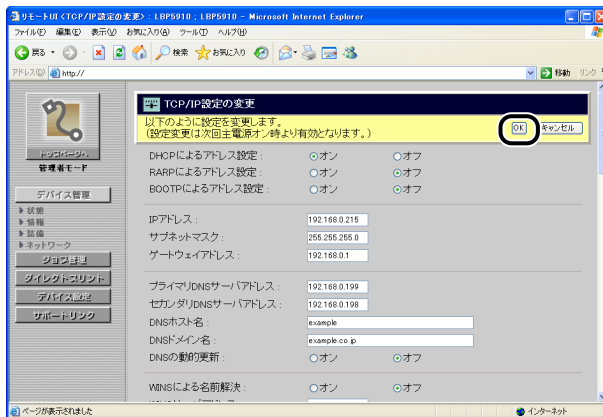 リモートUI <TCP/IP設定の変更> : LBP5910 ; LBP5910 - Microsoft Internet Explorer
ファイル(F) 編集(E) 表示(V) お気に入り(A) ツール(T) ヘルプ(H)
戻る 検索 お気に入り
アドレス(D) http:// 移動 リンク
トップページへ
管理者モード
デバイス管理
状態
情報
装備
ネットワーク
ジョブ管理
ダイレクトプリント
デバイス設定
サポートリンク
TCP/IP設定の変更
以下のように設定を変更します。
(設定変更は次回主電源オン時より有効となります。)
OK キャンセル
DHCPによるアドレス設定 : オン オフ
RARPによるアドレス設定 : オン オフ
BOOTPによるアドレス設定 : オン オフ
IPアドレス : 192.168.0.215
サブネットマスク : 255.255.255.0
ゲートウェイアドレス : 192.168.0.1
プライマリDNSサーバアドレス : 192.168.0.199
セカンダリDNSサーバアドレス : 192.168.0.198
DNSホスト名 : example
DNSドメイン名 : example.co.jp
DNSの動的更新 : オン オフ
WINSによる名前解決 : オン オフ
ページが表示されました インターネット